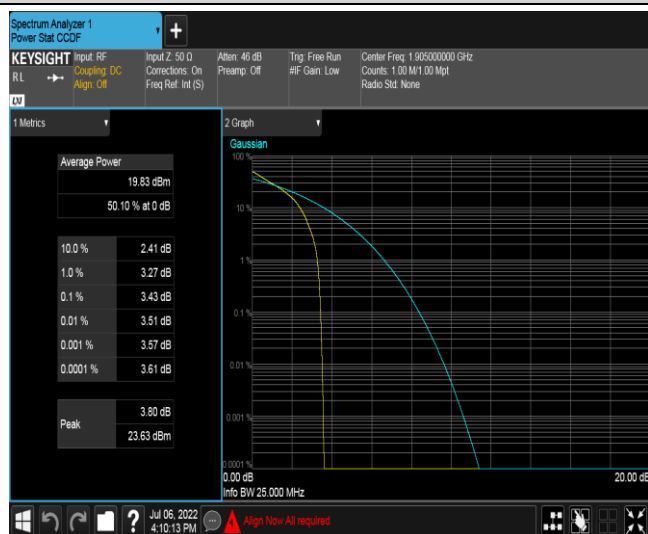 Spectrum Analyzer 1
Power Stat CCDF
+
KEYSIGHT Input: RF Input Z: 50 Ω Atten: 46 dB Trig: Free Run Center Freq: 1.905000000 GHz
RL Coupling: DC Corrections: On Preamp: Off #IF Gain: Low Counts: 1.00 M/1.00 Mpt
Align: Off Freq Ref: Int (S) Radio Std: None
LXI
1 Metrics
Average Power
19.83 dBm
50.10 % at 0 dB
10.0 % 2.41 dB
1.0 % 3.27 dB
0.1 % 3.43 dB
0.01 % 3.51 dB
0.001 % 3.57 dB
0.0001 % 3.61 dB
Peak 3.80 dB
23.63 dBm
2 Graph
Gaussian
100 %
10 %
1 %
0.1 %
0.01 %
0.001 %
0.0001 %
0.00 dB 20.00 dB
Info BW 25.000 MHz
? Jul 06, 2022
4:10:13 PM
Align Now All required